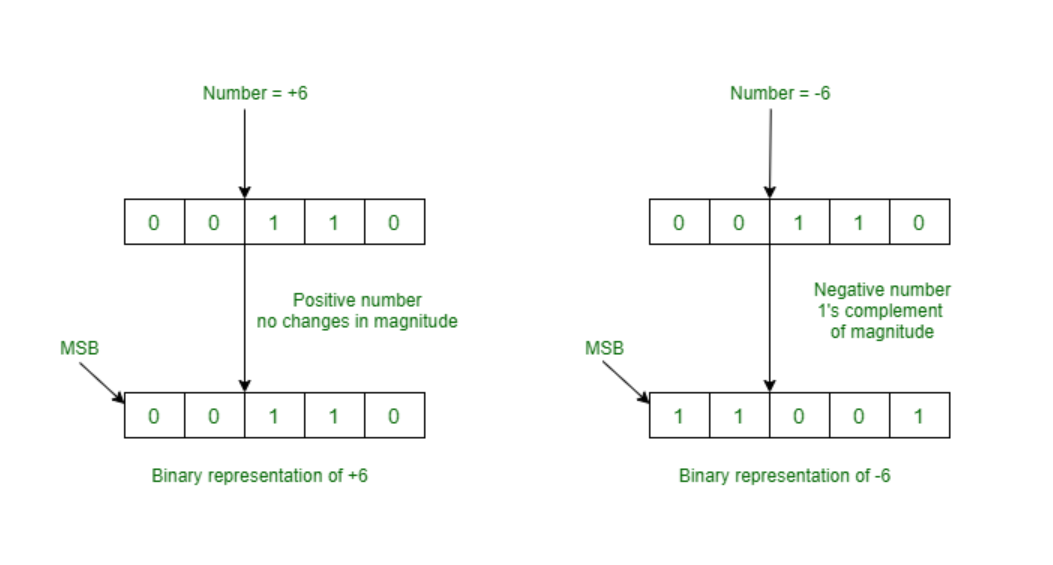 Number = +6
0 0 1 1 0
Positive number
no changes in magnitude
MSB
0 0 1 1 0
Binary representation of +6
Number = -6
0 0 1 1 0
Negative number
1's complement
of magnitude
MSB
1 1 0 0 1
Binary representation of -6